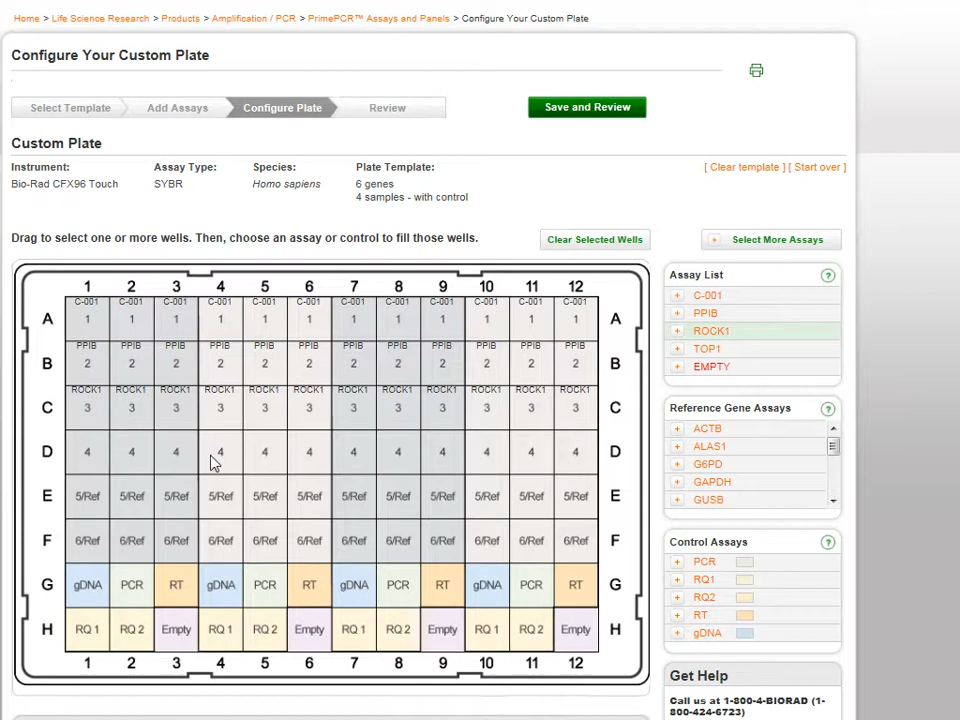 Home > Life Science Research > Products > Amplification / PCR > PrimePCR™ Assays and Panels > Configure Your Custom Plate
Configure Your Custom Plate
Select Template Add Assays Configure Plate Review Save and Review
Custom Plate
Instrument: Assay Type: Species: Plate Template: [ Clear template ] [ Start over ]
Bio-Rad CFX96 Touch SYBR Homo sapiens 6 genes
4 samples - with control
Drag to select one or more wells. Then, choose an assay or control to fill those wells. Clear Selected Wells + Select More Assays
1 2 3 4 5 6 7 8 9 10 11 12
C-001 C-001 C-001 C-001 C-001 C-001 C-001 C-001 C-001 C-001 C-001 C-001
A 1 1 1 1 1 1 1 1 1 1 1 1 A
PPIB PPIB PPIB PPIB PPIB PPIB PPIB PPIB PPIB PPIB PPIB PPIB
B 2 2 2 2 2 2 2 2 2 2 2 2 B
ROCK1 ROCK1 ROCK1 ROCK1 ROCK1 ROCK1 ROCK1 ROCK1 ROCK1 ROCK1 ROCK1 ROCK1
C 3 3 3 3 3 3 3 3 3 3 3 3 C
D 4 4 4 4 4 4 4 4 4 4 4 4 D
E 5/Ref 5/Ref 5/Ref 5/Ref 5/Ref 5/Ref 5/Ref 5/Ref 5/Ref 5/Ref 5/Ref 5/Ref E
F 6/Ref 6/Ref 6/Ref 6/Ref 6/Ref 6/Ref 6/Ref 6/Ref 6/Ref 6/Ref 6/Ref 6/Ref F
G gDNA PCR RT gDNA PCR RT gDNA PCR RT gDNA PCR RT G
H RQ 1 RQ 2 Empty RQ 1 RQ 2 Empty RQ 1 RQ 2 Empty RQ 1 RQ 2 Empty H
1 2 3 4 5 6 7 8 9 10 11 12
Assay List ?
+ C-001
+ PPIB
+ ROCK1
+ TOP1
+ EMPTY
Reference Gene Assays ?
+ ACTB
+ ALAS1
+ G6PD
+ GAPDH
+ GUSB
Control Assays ?
+ PCR
+ RQ1
+ RQ2
+ RT
+ gDNA
Get Help
Call us at 1-800-4-BIORAD (1-
800-424-6723)